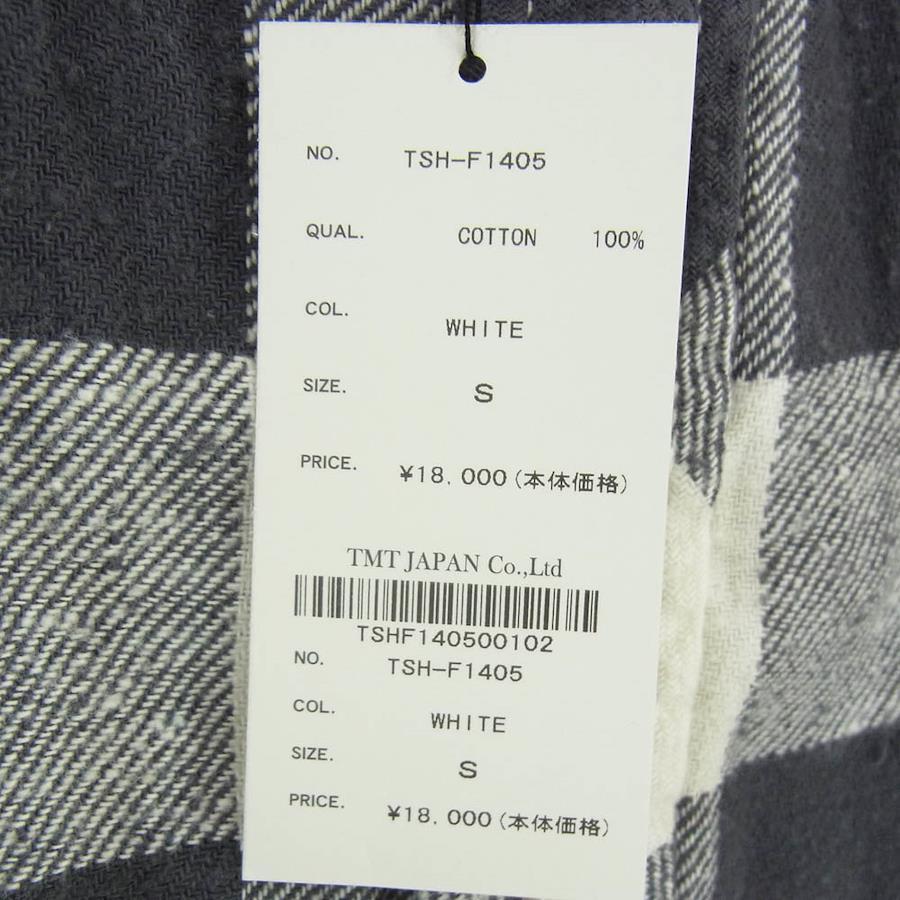 NO. TSH-F1405
QUAL. COTTON 100%
COL. WHITE
SIZE. S
PRICE. ¥18,000(本体価格)
TMT JAPAN Co.,Ltd
TSHF140500102
NO. TSH-F1405
COL. WHITE
SIZE. S
PRICE. ¥18,000(本体価格)